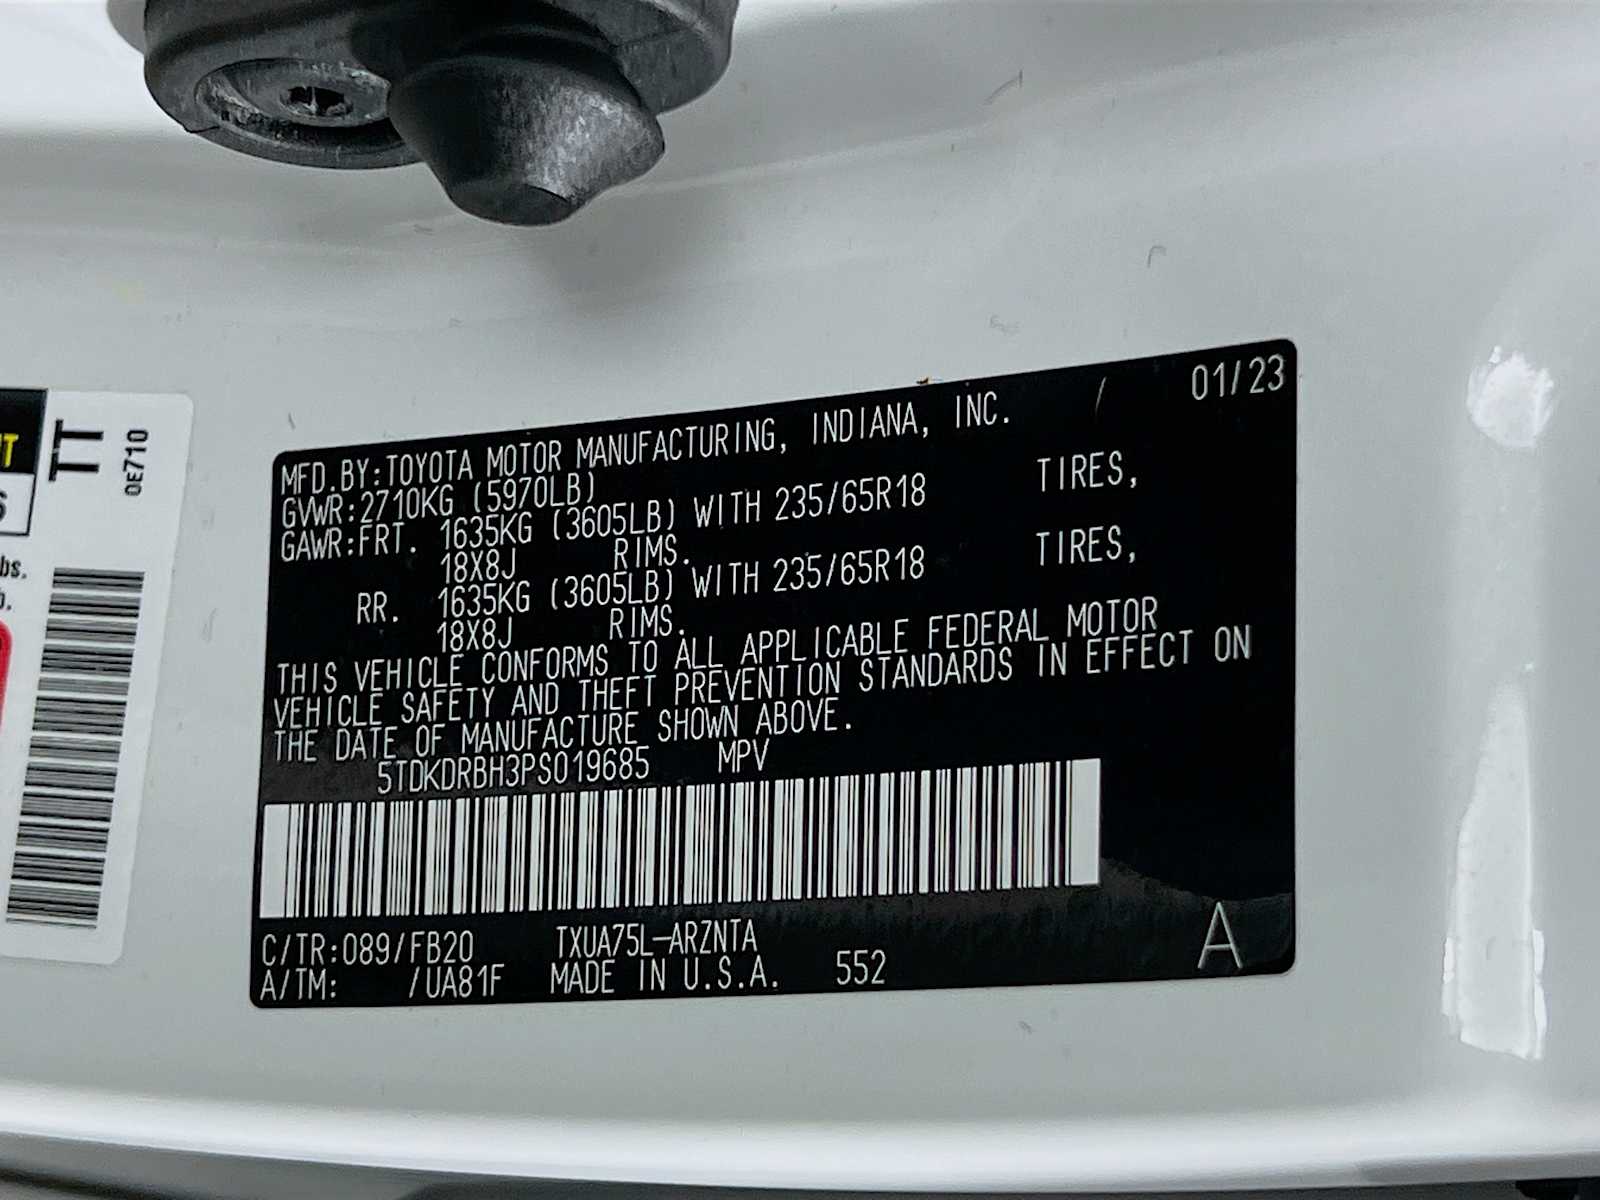 MFD.BY:TOYOTA MOTOR MANUFACTURING, INDIANA, INC. 01/23
GVWR:2710KG (5970LB)
GAWR:FRT. 1635KG (3605LB) WITH 235/65R18 TIRES,
18X8J RIMS.
RR. 1635KG (3605LB) WITH 235/65R18 TIRES,
18X8J RIMS.
THIS VEHICLE CONFORMS TO ALL APPLICABLE FEDERAL MOTOR
VEHICLE SAFETY AND THEFT PREVENTION STANDARDS IN EFFECT ON
THE DATE OF MANUFACTURE SHOWN ABOVE.
5TDKDRBH3PS019685 MPV
C/TR:089/FB20 TXUA75L-ARZNTA
A/TM: /UA81F MADE IN U.S.A. 552 A
TT
0E710